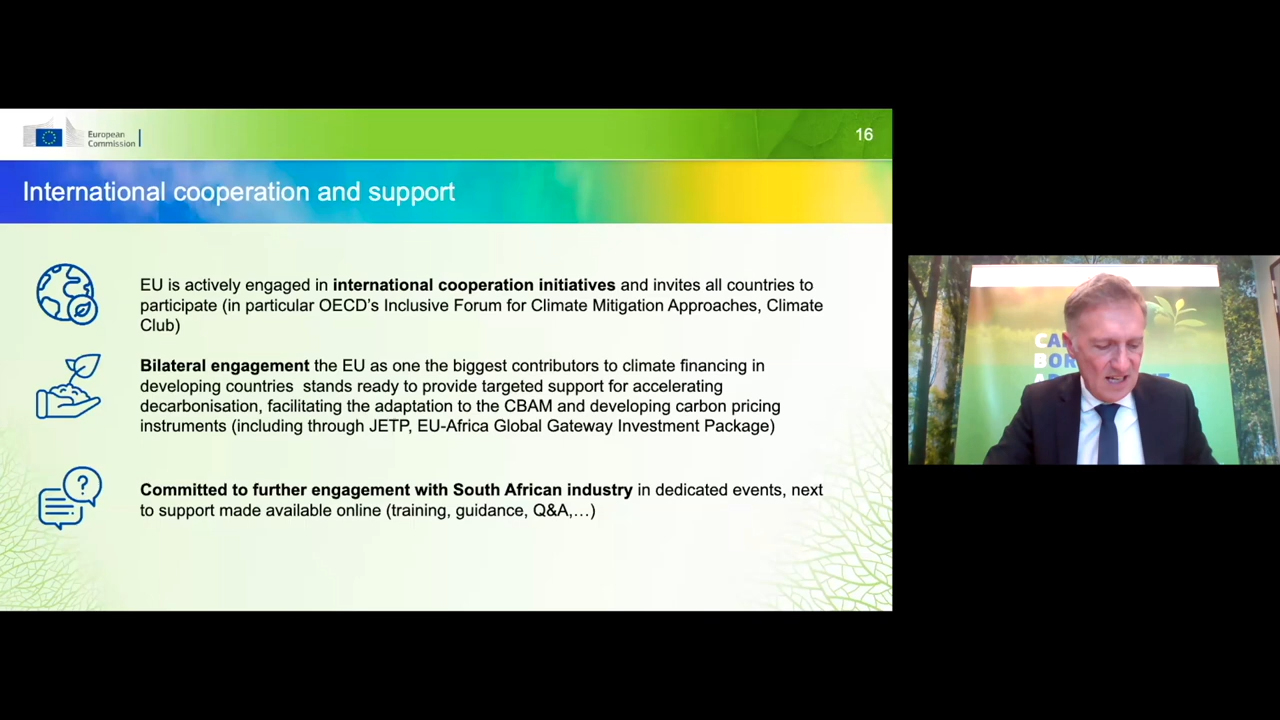 European
Commission
16
International cooperation and support
EU is actively engaged in international cooperation initiatives and invites all countries to
participate (in particular OECD's Inclusive Forum for Climate Mitigation Approaches, Climate
Club)
Bilateral engagement the EU as one the biggest contributors to climate financing in
developing countries stands ready to provide targeted support for accelerating
decarbonisation, facilitating the adaptation to the CBAM and developing carbon pricing
instruments (including through JETP, EU-Africa Global Gateway Investment Package)
?
Committed to further engagement with South African industry in dedicated events, next
to support made available online (training, guidance, Q&A,…)